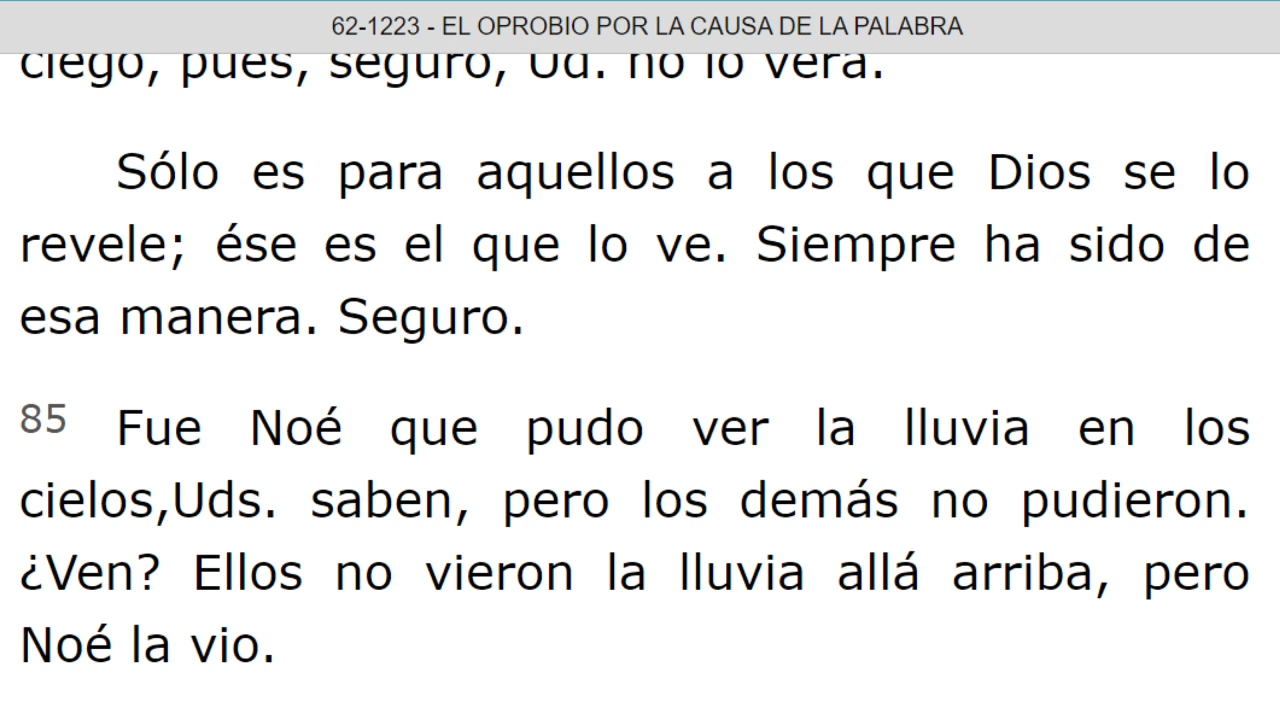 62-1223 - EL OPROBIO POR LA CAUSA DE LA PALABRA
ciego, pues, seguro, Ud. no lo verá.
Sólo es para aquellos a los que Dios se lo
revele; ése es el que lo ve. Siempre ha sido de
esa manera. Seguro.
85 Fue Noé que pudo ver la lluvia en los
cielos,Uds. saben, pero los demás no pudieron.
¿Ven? Ellos no vieron la lluvia allá arriba, pero
Noé la vio.